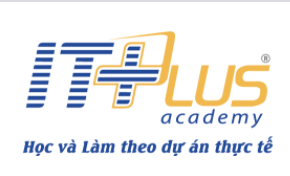 ITPLUS®
academy
Học và Làm theo dự án thực tế